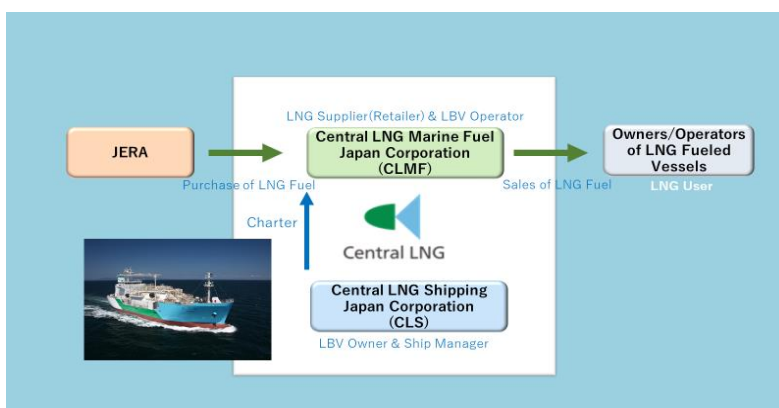 LNG Supplier(Retailer) & LBV Operator
JERA
Central LNG Marine Fuel
Japan Corporation
(CLMF)
Owners/Operators
of LNG Fueled
Vessels
Purchase of LNG Fuel
Sales of LNG Fuel
LNG User
Charter
Central LNG
Central LNG Shipping
Japan Corporation
(CLS)
LBV Owner & Ship Manager